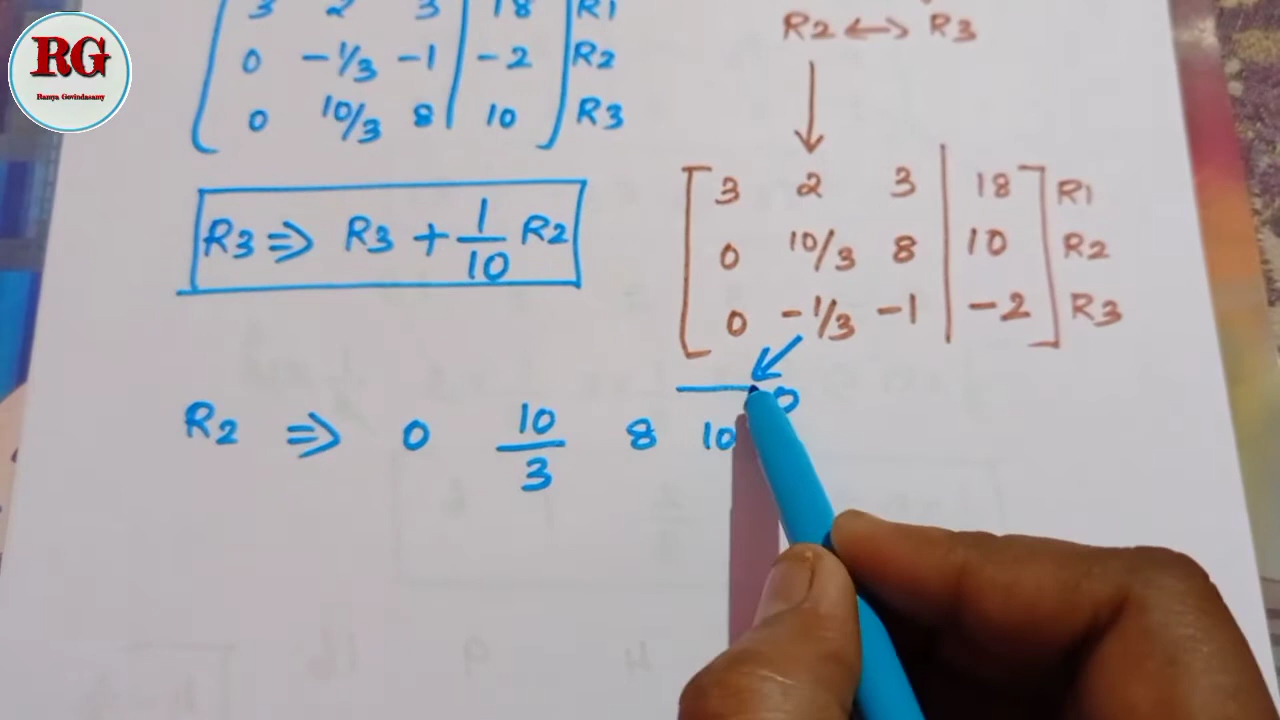 RG
Ramya Govindasamy
3 2 3 | 18 R1
0 -1/3 -1 | -2 R2
0 10/3 8 | 10 R3
R3 ⇒ R3 + 1/10 R2
R2 ↔ R3
3 2 3 | 18 R1
0 10/3 8 | 10 R2
0 -1/3 -1 | -2 R3
0
R2 ⇒ 0 10/3 8 10